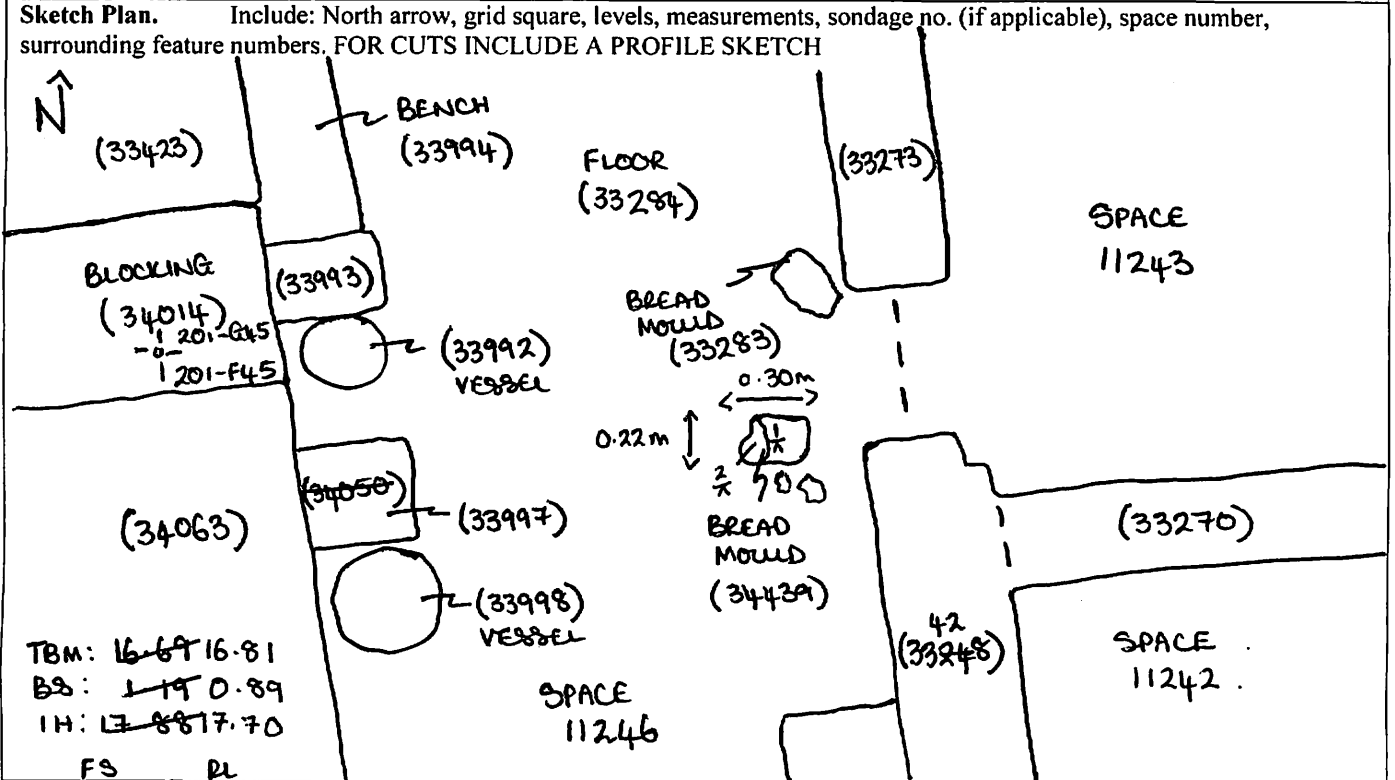 Sketch Plan. Include: North arrow, grid square, levels, measurements, sondage no. (if applicable), space number,
surrounding feature numbers. FOR CUTS INCLUDE A PROFILE SKETCH
N
(33423)
BENCH
(33994)
FLOOR
(33284)
(33273)
SPACE
11243
BLOCKING
(34014)
201-G45
201-F45
(33993)
(33992)
VESSEL
BREAD
MOULD
(33283)
0.30m
0.22m
1
2
BREAD
MOULD
(34439)
(34050)
(33997)
(34063)
(33998)
VESSEL
(33270)
42
(33248)
SPACE
11242
SPACE
11246
TBM: 16.69 16.81
BS: 1.19 0.89
IH: 17.88 17.70
FS RL